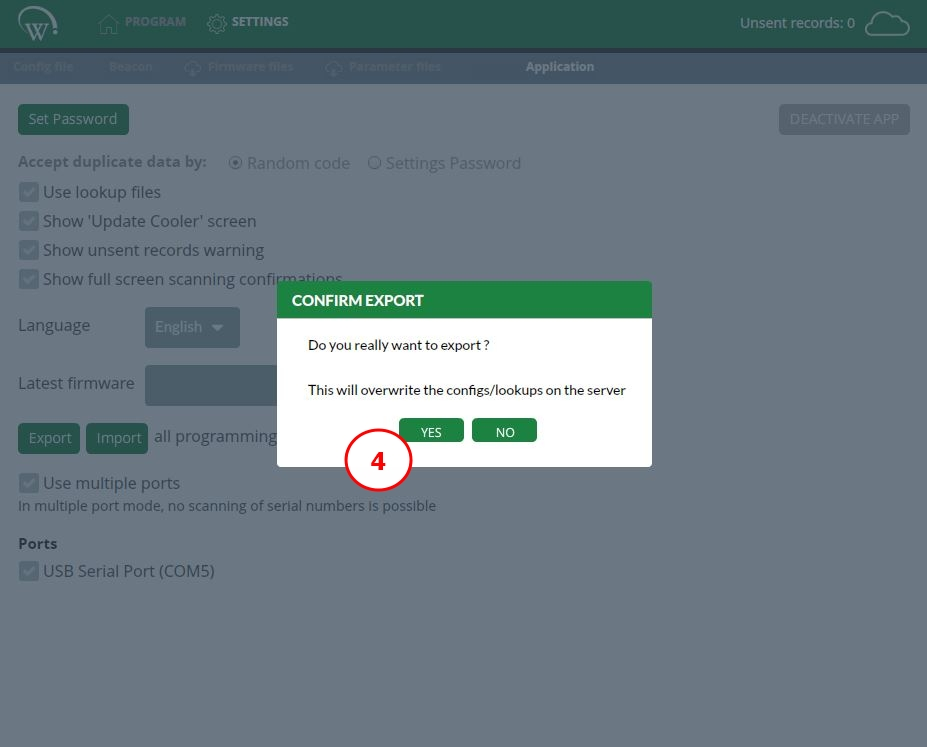 W
PROGRAM SETTINGS Unsent records: 0
Config file Beacon Firmware files Parameter files Application
Set Password DEACTIVATE APP
Accept duplicate data by: Random code Settings Password
Use lookup files
Show 'Update Cooler' screen
Show unsent records warning
Show full screen scanning confirmations
CONFIRM EXPORT
Do you really want to export ?
This will overwrite the configs/lookups on the server
YES NO
4
Language English
Latest firmware
Export Import all programming
Use multiple ports
In multiple port mode, no scanning of serial numbers is possible
Ports
USB Serial Port (COM5)